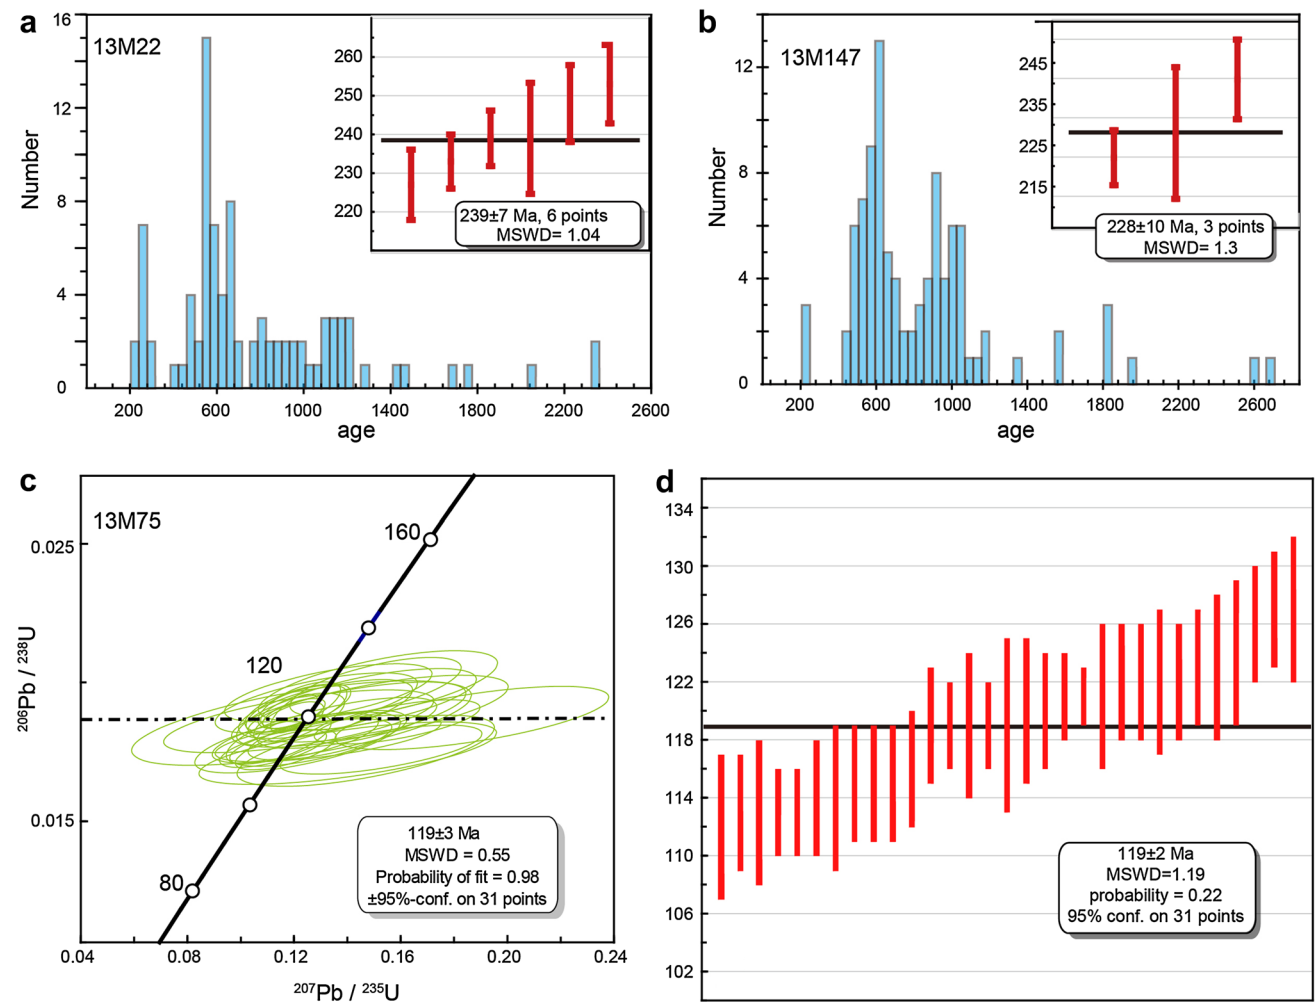 a
13M22
Number
16
12
8
4
0
200 600 1000 1400 1800 2200 2600
age
260
250
240
230
220
239±7 Ma, 6 points
MSWD= 1.04
b
13M147
Number
12
8
4
0
200 600 1000 1400 1800 2200 2600
age
245
235
225
215
228±10 Ma, 3 points
MSWD= 1.3
c
13M75
206Pb / 238U
0.025
0.015
160
120
80
119±3 Ma
MSWD = 0.55
Probability of fit = 0.98
±95%-conf. on 31 points
0.04 0.08 0.12 0.16 0.20 0.24
207Pb / 235U
d
134
130
126
122
118
114
110
106
102
119±2 Ma
MSWD=1.19
probability = 0.22
95% conf. on 31 points